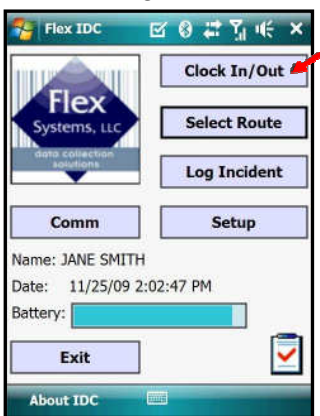 Flex IDC
Clock In/Out
Flex
Systems, LLC
data collection
solutions
Select Route
Log Incident
Comm
Setup
Name: JANE SMITH
Date: 11/25/09 2:02:47 PM
Battery:
Exit
About IDC